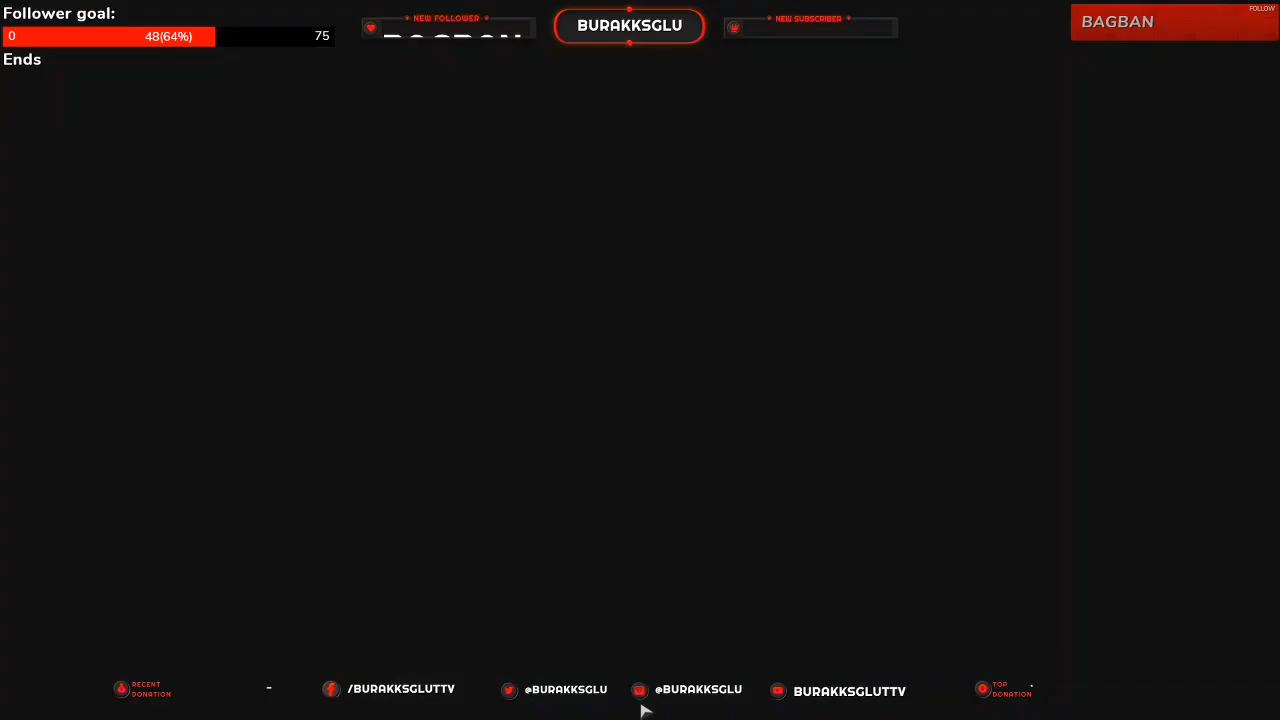 Follower goal:
0 48(64%) 75
Ends
NEW FOLLOWER
BURAKKSGLU
NEW SUBSCRIBER
FOLLOW
BAGBAN
RECENT
DONATION
-
/BURAKKSGLUTTV
@BURAKKSGLU
@BURAKKSGLU
BURAKKSGLUTTV
TOP
DONATION